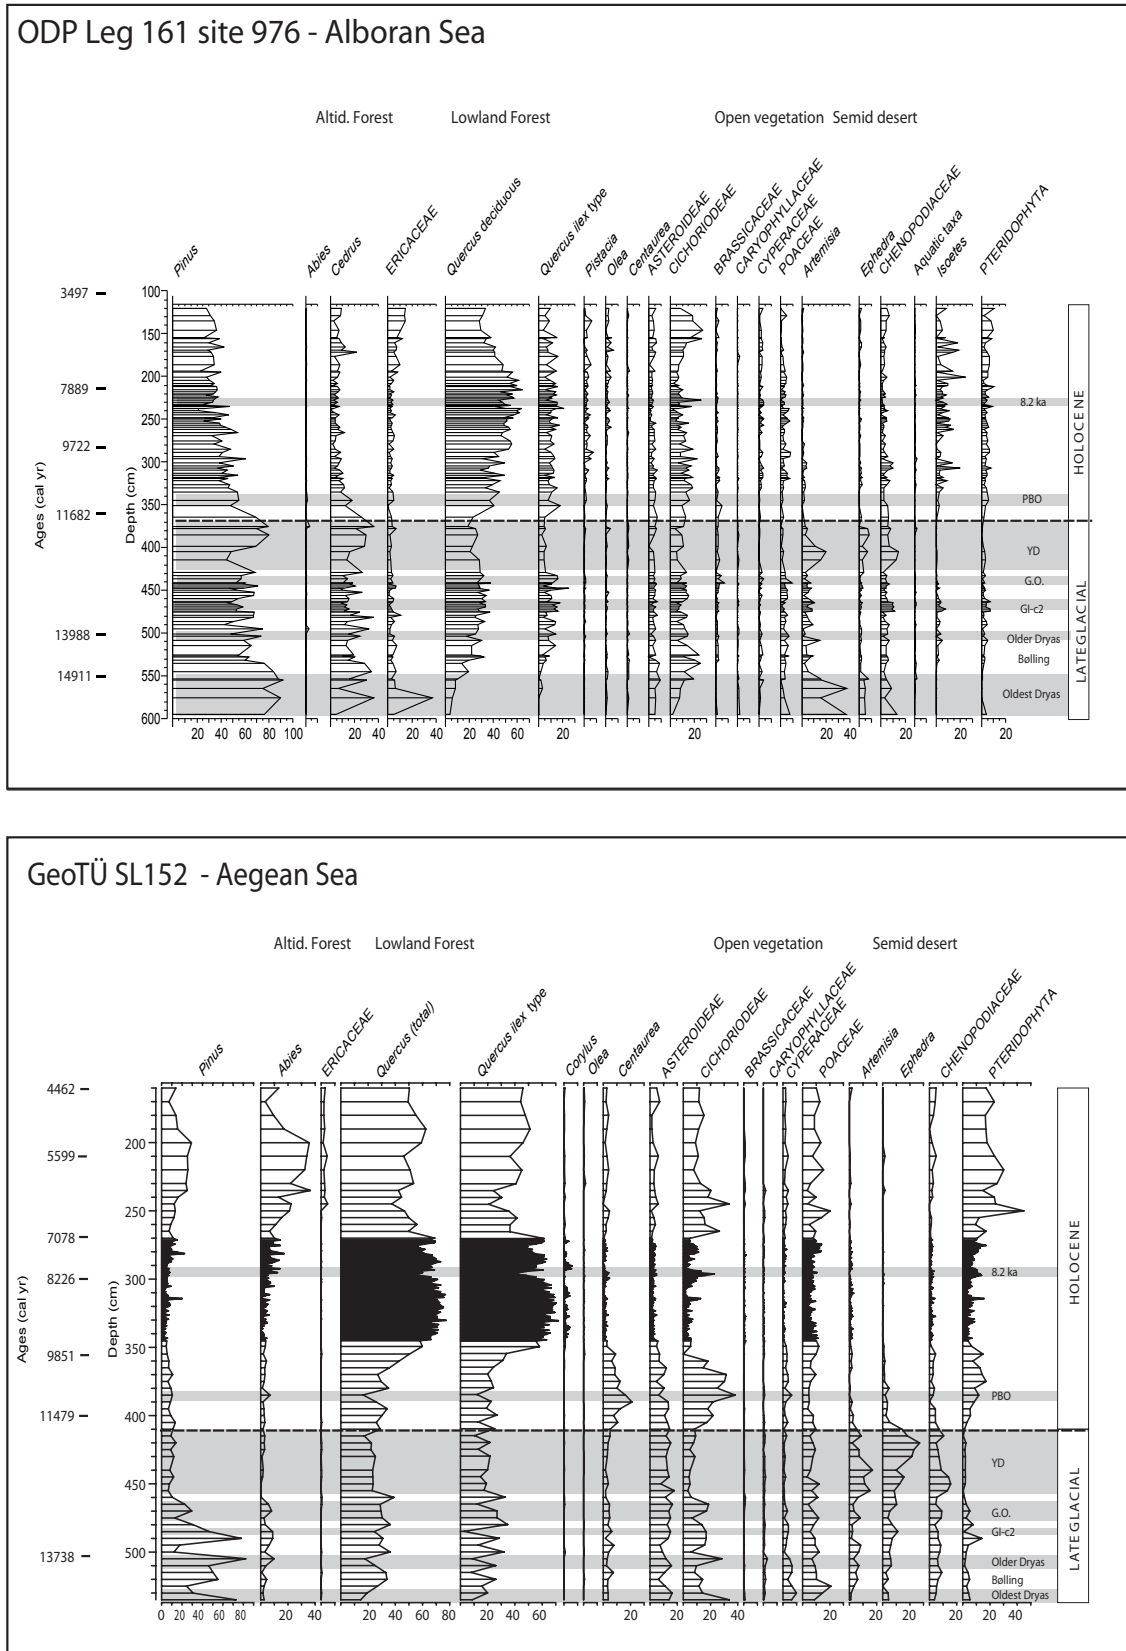 ODP Leg 161 site 976 - Alboran Sea
Altid. Forest Lowland Forest Open vegetation Semid desert
Pinus Abies Cedrus ERICACEAE Quercus deciduous Quercus ilex type Pistacia Olea Centaurea ASTEROIDEAE CICHORIODEAE BRASSICACEAE CARYOPHYLLACEAE CYPERACEAE POACEAE Artemisia Ephedra CHENOPODIACEAE Aquatic taxa Isoetes PTERIDOPHYTA
Ages (cal yr)
3497
7889
9722
11682
13988
14911
Depth (cm)
100
150
200
250
300
350
400
450
500
550
600
8.2 ka
PBO
YD
G.O.
GI-c2
Older Dryas
Bølling
Oldest Dryas
HOLOCENE
LATEGLACIAL
20 40 60 80 100 20 40 20 40 20 40 60 20 20 20 40 20 20 20
GeoTÜ SL152 - Aegean Sea
Altid. Forest Lowland Forest Open vegetation Semid desert
Pinus Abies ERICACEAE Quercus (total) Quercus ilex type Corylus Olea Centaurea ASTEROIDEAE CICHORIODEAE BRASSICACEAE CARYOPHYLLACEAE CYPERACEAE POACEAE Artemisia Ephedra CHENOPODIACEAE PTERIDOPHYTA
Ages (cal yr)
4462
5599
7078
8226
9851
11479
13738
Depth (cm)
200
250
300
350
400
450
500
8.2 ka
PBO
YD
G.O.
GI-c2
Older Dryas
Bølling
Oldest Dryas
HOLOCENE
LATEGLACIAL
0 20 40 60 80 20 40 20 40 60 80 20 40 60 20 20 20 40 20 20 20 20 20 40